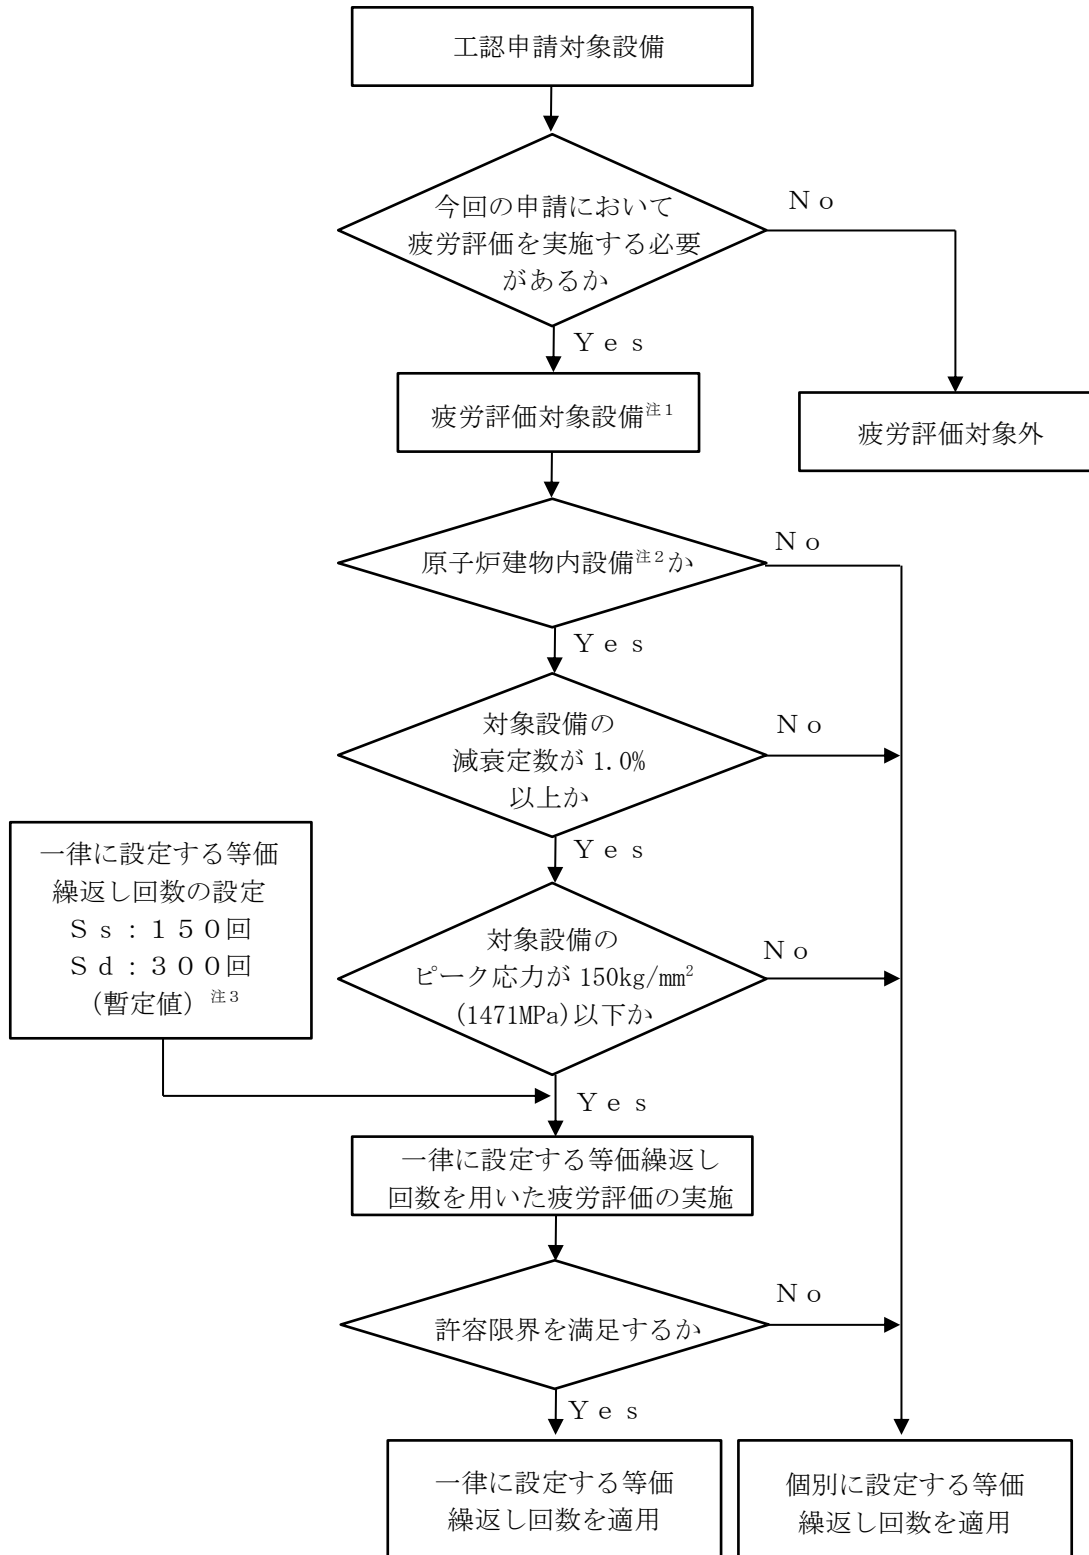 工認申請対象設備
今回の申請において
疲労評価を実施する必要
があるか
Ｎｏ
Ｙｅｓ
疲労評価対象設備注１
疲労評価対象外
原子炉建物内設備注２か
Ｎｏ
Ｙｅｓ
対象設備の
減衰定数が 1.0%
以上か
Ｎｏ
Ｙｅｓ
一律に設定する等価
繰返し回数の設定
Ｓｓ：１５０回
Ｓｄ：３００回
（暫定値）注３
対象設備の
ピーク応力が 150kg/mm2
(1471MPa)以下か
Ｎｏ
Ｙｅｓ
一律に設定する等価繰返し
回数を用いた疲労評価の実施
許容限界を満足するか
Ｎｏ
Ｙｅｓ
一律に設定する等価
繰返し回数を適用
個別に設定する等価
繰返し回数を適用